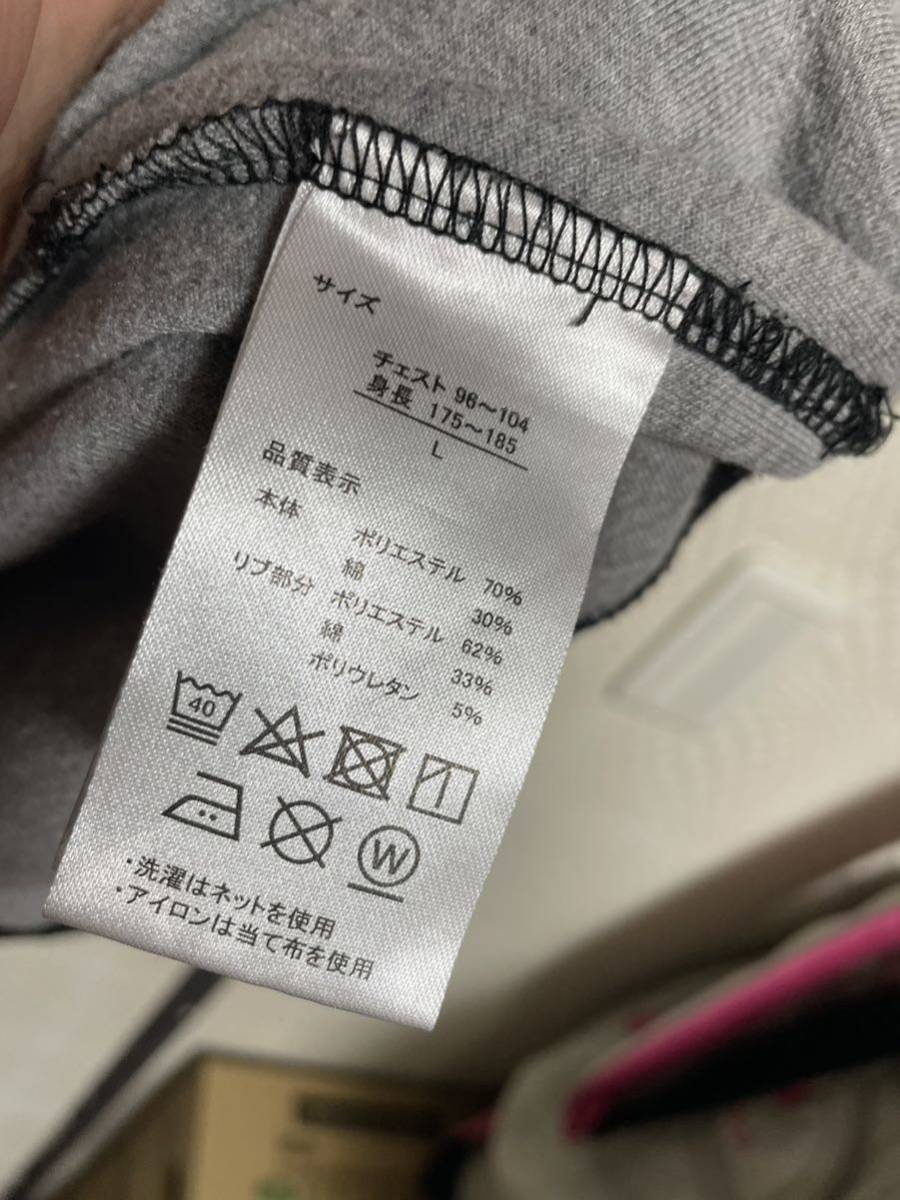 サイズ
チェスト 96〜104
身長 175〜185
L
品質表示
本体 ポリエステル 70%
綿 30%
リブ部分 ポリエステル 62%
綿 33%
ポリウレタン 5%
40
W
・洗濯はネットを使用
・アイロンは当て布を使用